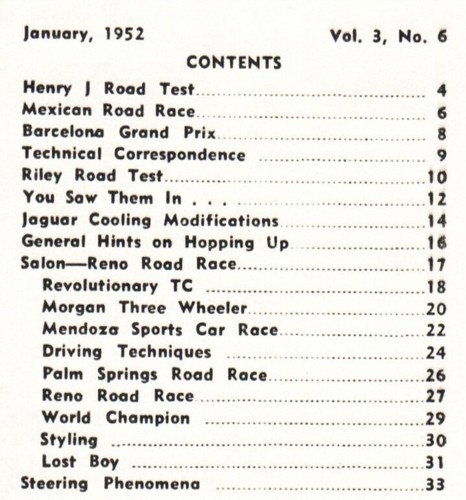 January, 1952 Vol. 3, No. 6
CONTENTS
Henry J Road Test 4
Mexican Road Race 6
Barcelona Grand Prix 8
Technical Correspondence 9
Riley Road Test 10
You Saw Them In . . . 12
Jaguar Cooling Modifications 14
General Hints on Hopping Up 16
Salon—Reno Road Race 17
Revolutionary TC 18
Morgan Three Wheeler 20
Mendoza Sports Car Race 22
Driving Techniques 24
Palm Springs Road Race 26
Reno Road Race 27
World Champion 29
Styling 30
Lost Boy 31
Steering Phenomena 33